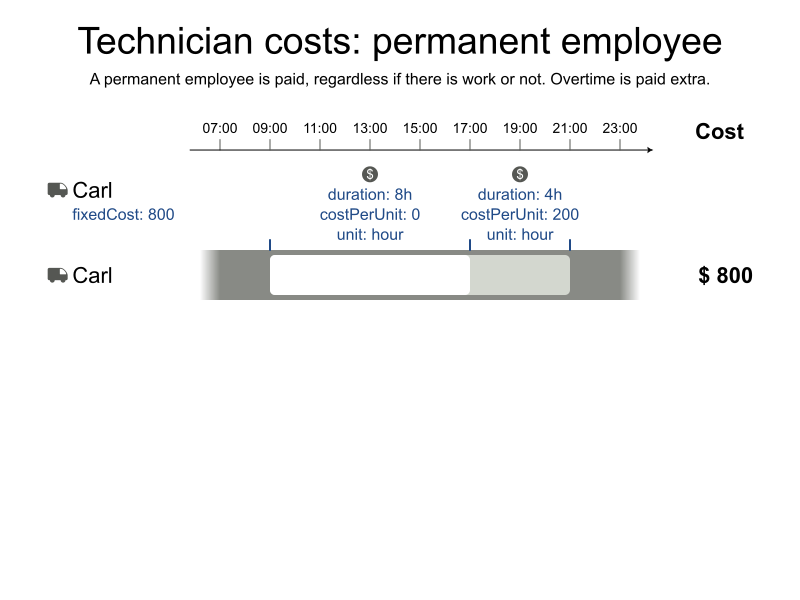 Technician costs: permanent employee
A permanent employee is paid, regardless if there is work or not. Overtime is paid extra.
07:00 09:00 11:00 13:00 15:00 17:00 19:00 21:00 23:00 Cost
$ $
Carl duration: 8h duration: 4h
fixedCost: 800 costPerUnit: 0 costPerUnit: 200
unit: hour unit: hour
Carl $ 800